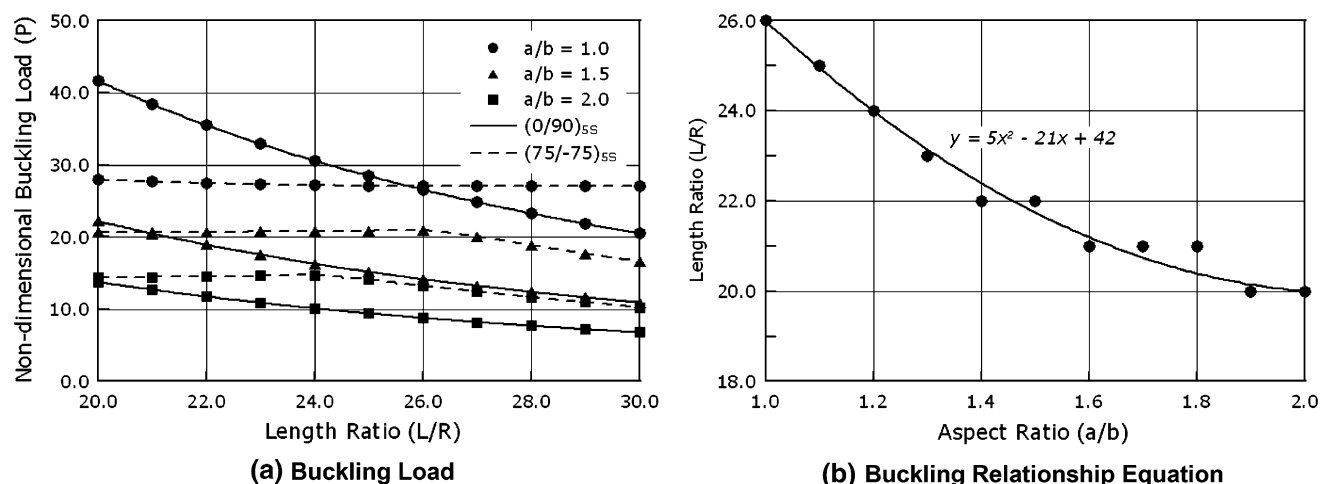 Non-dimensional Buckling Load (P)
50.0
40.0
30.0
20.0
10.0
0.0
a/b = 1.0
a/b = 1.5
a/b = 2.0
(0/90)5S
(75/-75)5S
20.0 22.0 24.0 26.0 28.0 30.0
Length Ratio (L/R)
(a) Buckling Load
Length Ratio (L/R)
26.0
24.0
22.0
20.0
18.0
y = 5x² - 21x + 42
1.0 1.2 1.4 1.6 1.8 2.0
Aspect Ratio (a/b)
(b) Buckling Relationship Equation